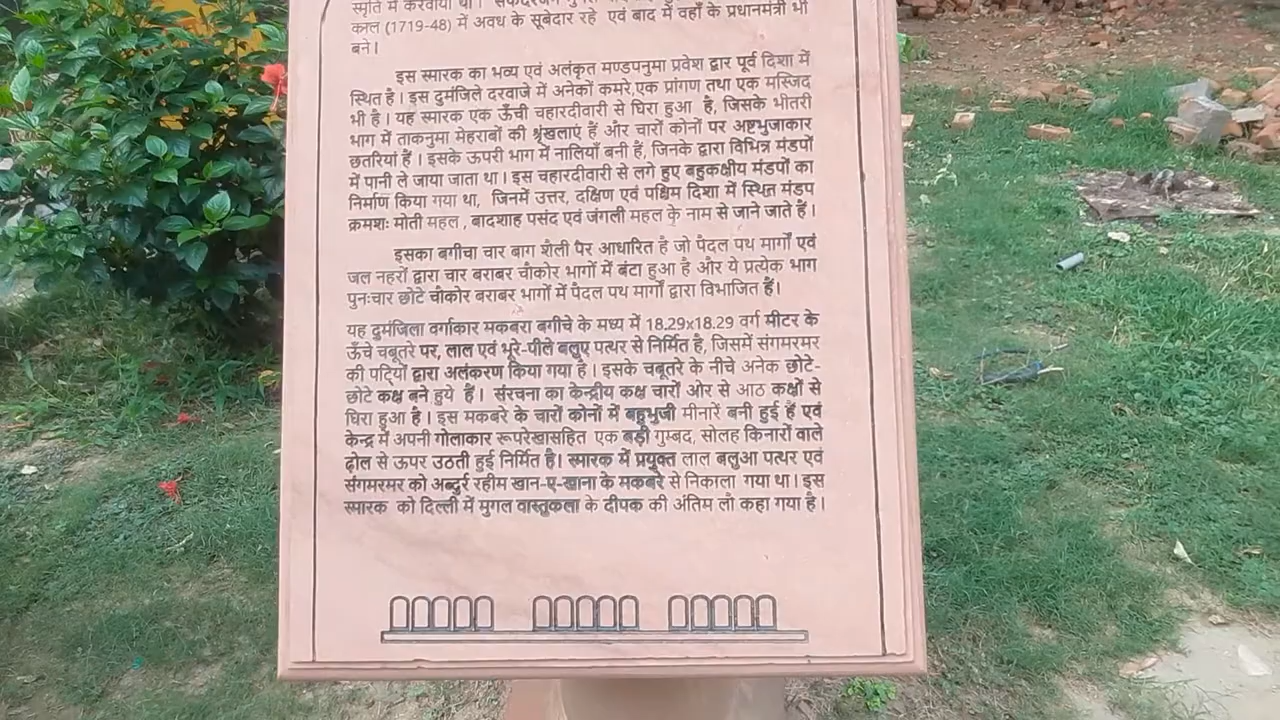 स्मृति में करवाया था। सफदरजंग
काल (1719-48) में अवध के सूबेदार रहे एवं बाद में वहाँ के प्रधानमंत्री भी
बने।
इस स्मारक का भव्य एवं अलंकृत मण्डपनुमा प्रवेश द्वार पूर्व दिशा में
स्थित है। इस दुमंजिले दरवाजे में अनेकों कमरे,एक प्रांगण तथा एक मस्जिद
भी है। यह स्मारक एक ऊँची चहारदीवारी से घिरा हुआ है, जिसके भीतरी
भाग में ताकनुमा मेहराबों की श्रृंखलाएं हैं और चारों कोनों पर अष्टभुजाकार
छतरियां हैं। इसके ऊपरी भाग में नालियाँ बनी हैं, जिनके द्वारा विभिन्न मंडपों
में पानी ले जाया जाता था। इस चहारदीवारी से लगे हुए बहुकक्षीय मंडपों का
निर्माण किया गया था, जिनमें उत्तर, दक्षिण एवं पश्चिम दिशा में स्थित मंडप
क्रमशः मोती महल, बादशाह पसंद एवं जंगली महल के नाम से जाने जाते हैं।
इसका बगीचा चार बाग शैली पर आधारित है जो पैदल पथ मार्गों एवं
जल नहरों द्वारा चार बराबर चौकोर भागों में बंटा हुआ है और ये प्रत्येक भाग
पुनःचार छोटे चौकोर बराबर भागों में पैदल पथ मार्गों द्वारा विभाजित हैं।
यह दुमंजिला वर्गाकार मकबरा बगीचे के मध्य में 18.29x18.29 वर्ग मीटर के
ऊँचे चबूतरे पर, लाल एवं भूरे-पीले बलुए पत्थर से निर्मित है, जिसमें संगमरमर
की पट्टियों द्वारा अलंकरण किया गया है। इसके चबूतरे के नीचे अनेक छोटे-
छोटे कक्ष बने हुये हैं। संरचना का केन्द्रीय कक्ष चारों ओर से आठ कक्षों से
घिरा हुआ है। इस मकबरे के चारों कोनों में बहुभुजी मीनारें बनी हुई हैं एवं
केन्द्र में अपनी गोलाकार रूपरेखासहित एक बड़ी गुम्बद, सोलह किनारों वाले
ढ़ोल से ऊपर उठती हुई निर्मित है। स्मारक में प्रयुक्त लाल बलुआ पत्थर एवं
संगमरमर को अब्दुर्र रहीम खान-ए-खाना के मकबरे से निकाला गया था। इस
स्मारक को दिल्ली में मुगल वास्तुकला के दीपक की अंतिम लौ कहा गया है।